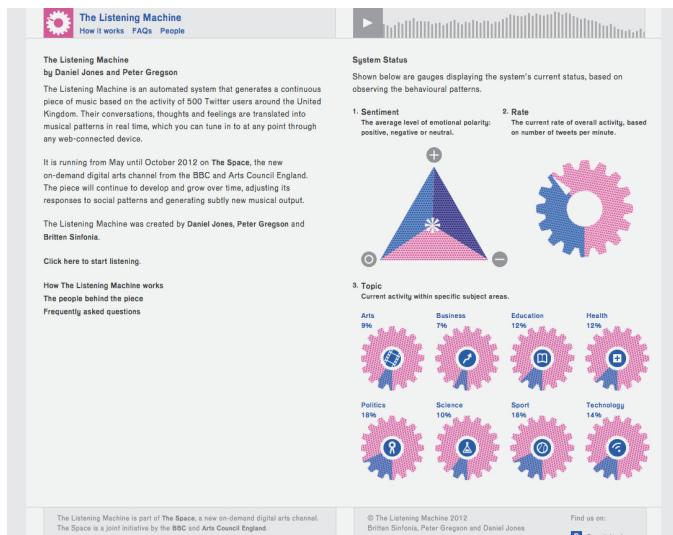 The Listening Machine
How it works FAQs People
The Listening Machine
by Daniel Jones and Peter Gregson
The Listening Machine is an automated system that generates a continuous
piece of music based on the activity of 500 Twitter users around the United
Kingdom. Their conversations, thoughts and feelings are translated into
musical patterns in real time, which you can tune in to at any point through
any web-connected device.
It is running from May until October 2012 on The Space, the new
on-demand digital arts channel from the BBC and Arts Council England.
The piece will continue to develop and grow over time, adjusting its
responses to social patterns and generating subtly new musical output.
The Listening Machine was created by Daniel Jones, Peter Gregson and
Britten Sinfonia.
Click here to start listening.
How The Listening Machine works
The people behind the piece
Frequently asked questions
System Status
Shown below are gauges displaying the system's current status, based on
observing the behavioural patterns.
1. Sentiment
The average level of emotional polarity:
positive, negative or neutral.
2. Rate
The current rate of overall activity, based
on number of tweets per minute.
3. Topic
Current activity within specific subject areas.
Arts
9%
Business
7%
Education
12%
Health
12%
Politics
18%
Science
10%
Sport
18%
Technology
14%
The Listening Machine is part of The Space, a new on-demand digital arts channel.
The Space is a joint initiative by the BBC and Arts Council England.
© The Listening Machine 2012
Britten Sinfonia, Peter Gregson and Daniel Jones
Find us on: